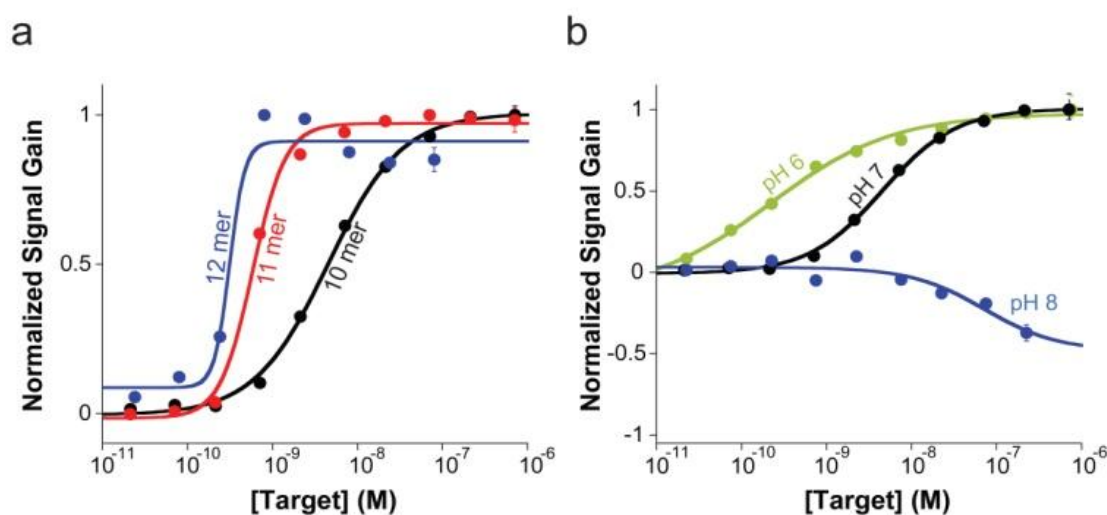 a
Normalized Signal Gain
1
0.5
0
12 mer
11 mer
10 mer
10-11 10-10 10-9 10-8 10-7 10-6
[Target] (M)
b
Normalized Signal Gain
1
0.5
0
-0.5
-1
pH 6
pH 7
pH 8
10-11 10-10 10-9 10-8 10-7 10-6
[Target] (M)